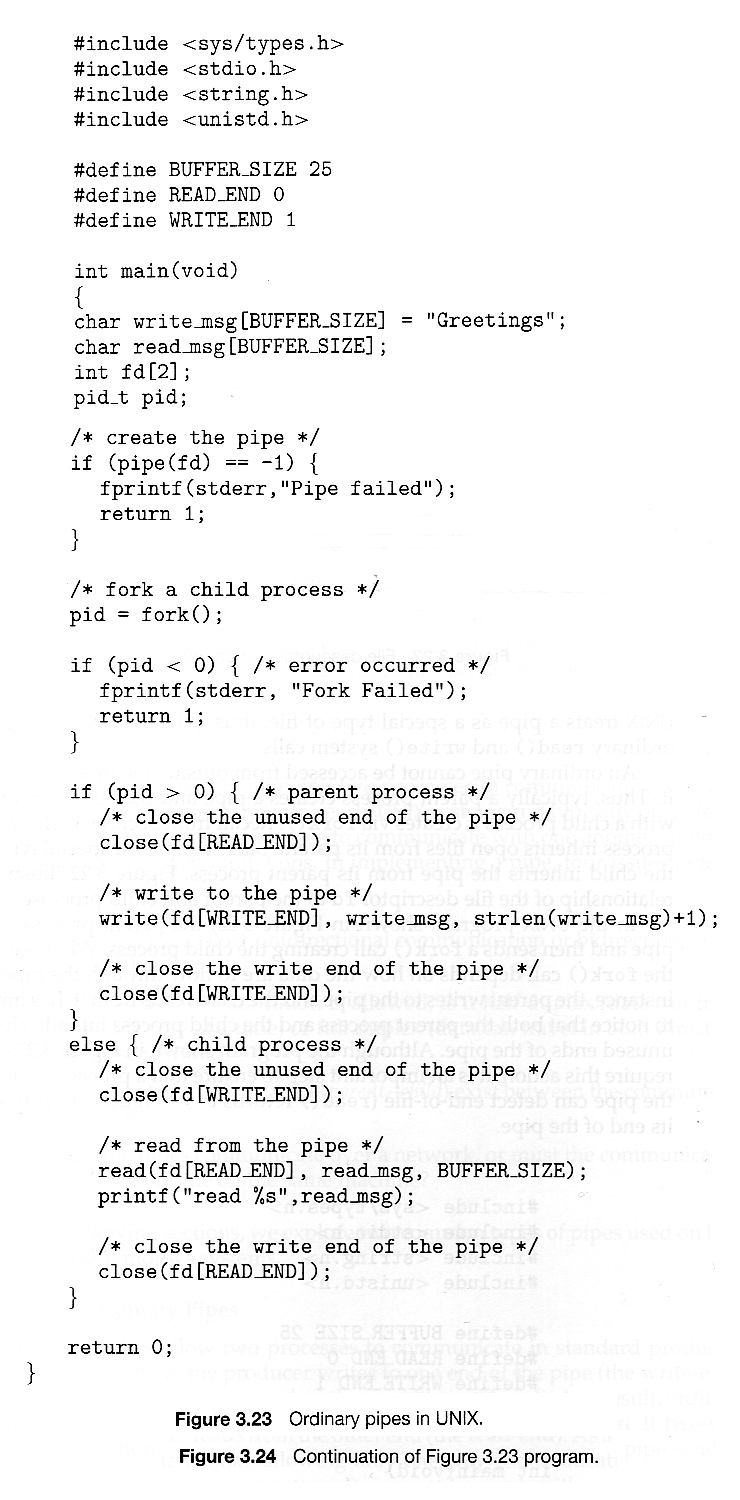 #include <sys/types.h>
#include <stdio.h>
#include <string.h>
#include <unistd.h>
#define BUFFER_SIZE 25
#define READ_END 0
#define WRITE_END 1
int main(void)
{
char write_msg[BUFFER_SIZE] = "Greetings";
char read_msg[BUFFER_SIZE];
int fd[2];
pid_t pid;
/* create the pipe */
if (pipe(fd) == -1) {
fprintf(stderr,"Pipe failed");
return 1;
}
/* fork a child process */
pid = fork();
if (pid < 0) { /* error occurred */
fprintf(stderr, "Fork Failed");
return 1;
}
if (pid > 0) { /* parent process */
/* close the unused end of the pipe */
close(fd[READ_END]);
/* write to the pipe */
write(fd[WRITE_END], write_msg, strlen(write_msg)+1);
/* close the write end of the pipe */
close(fd[WRITE_END]);
}
else { /* child process */
/* close the unused end of the pipe */
close(fd[WRITE_END]);
/* read from the pipe */
read(fd[READ_END], read_msg, BUFFER_SIZE);
printf("read %s",read_msg);
/* close the write end of the pipe */
close(fd[READ_END]);
}
return 0;
}
Figure 3.23 Ordinary pipes in UNIX.
Figure 3.24 Continuation of Figure 3.23 program.